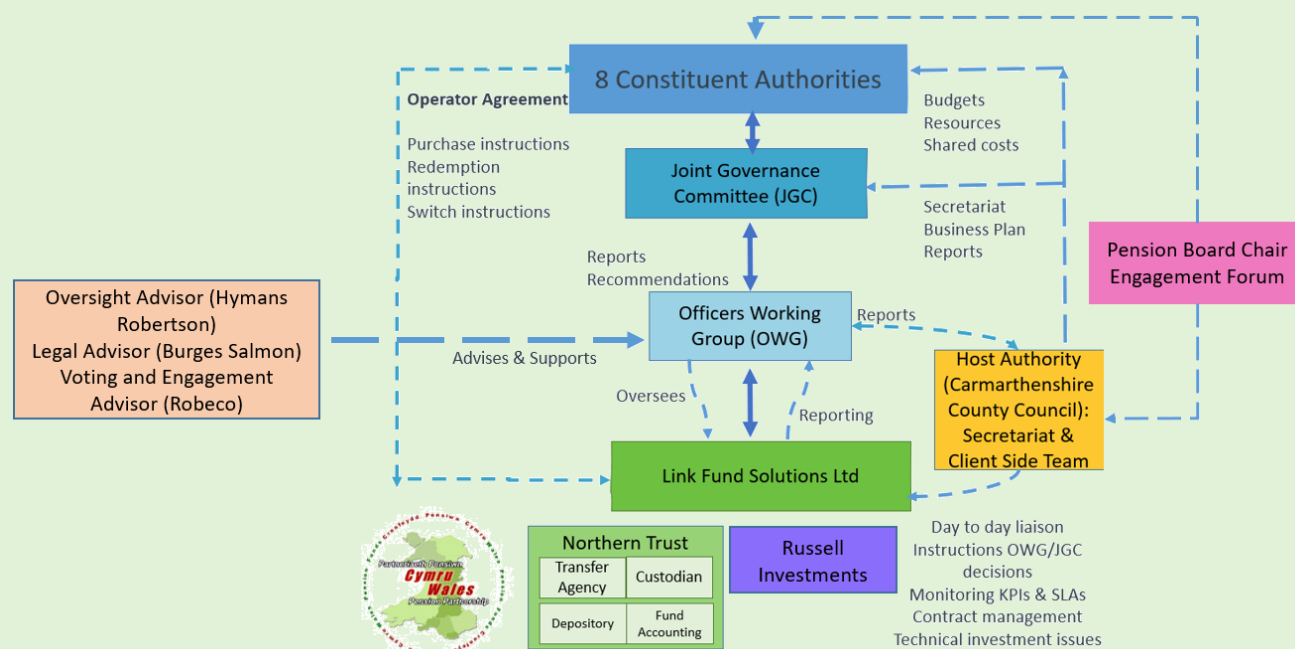 8 Constituent Authorities
Operator Agreement
Purchase instructions
Redemption
instructions
Switch instructions
Budgets
Resources
Shared costs
Joint Governance
Committee (JGC)
Secretariat
Business Plan
Reports
Pension Board Chair
Engagement Forum
Reports
Recommendations
Oversight Advisor (Hymans
Robertson)
Legal Advisor (Burges Salmon)
Voting and Engagement
Advisor (Robeco)
Advises & Supports
Officers Working
Group (OWG)
Reports
Host Authority
(Carmarthenshire
County Council):
Secretariat &
Client Side Team
Oversees
Reporting
Link Fund Solutions Ltd
Partneriaeth Pensiwn
Cymru
Wales
Pension Partnership
Northern Trust
Transfer
Agency
Custodian
Depository
Fund
Accounting
Russell
Investments
Day to day liaison
Instructions OWG/JGC
decisions
Monitoring KPIs & SLAs
Contract management
Technical investment issues